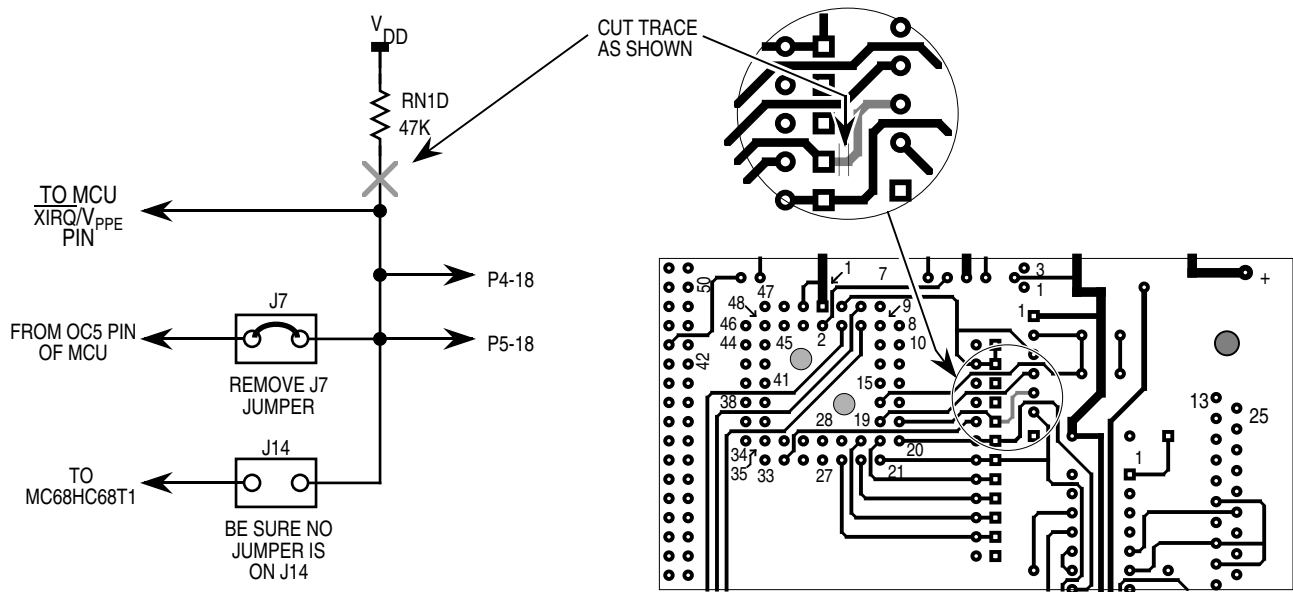 V
DD
CUT TRACE
AS SHOWN
RN1D
47K
TO MCU
XIRQ/VPPE
PIN
P4-18
J7
FROM OC5 PIN
OF MCU
P5-18
REMOVE J7
JUMPER
J14
TO
MC68HC68T1
BE SURE NO
JUMPER IS
ON J14
50
47
1
7
3
1
+
48
9
1
46
45
2
8
44
10
42
41
15
38
13
25
28
19
34
20
1
35
33
27
21